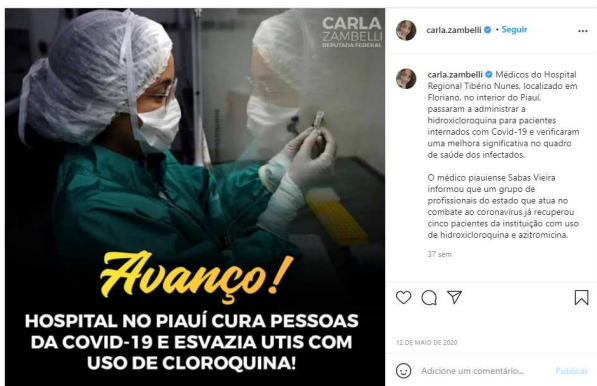 CARLA
ZAMBELLI
DEPUTADA FEDERAL
Avanço!
HOSPITAL NO PIAUÍ CURA PESSOAS
DA COVID-19 E ESVAZIA UTIS COM
USO DE CLOROQUINA!
carla.zambelli • Seguir
carla.zambelli Médicos do Hospital
Regional Tibério Nunes, localizado em
Floriano, no interior do Piauí,
passaram a administrar a
hidroxicloroquina para pacientes
internados com Covid-19 e verificaram
uma melhora significativa no quadro
de saúde dos infectados.
O médico piauiense Sabas Vieira
informou que um grupo de
profissionais do estado que atua no
combate ao coronavírus já recuperou
cinco pacientes da instituição com uso
de hidroxicloroquina e azitromicina.
37 sem
12 DE MAIO DE 2020
Adicione um comentário... Publicar